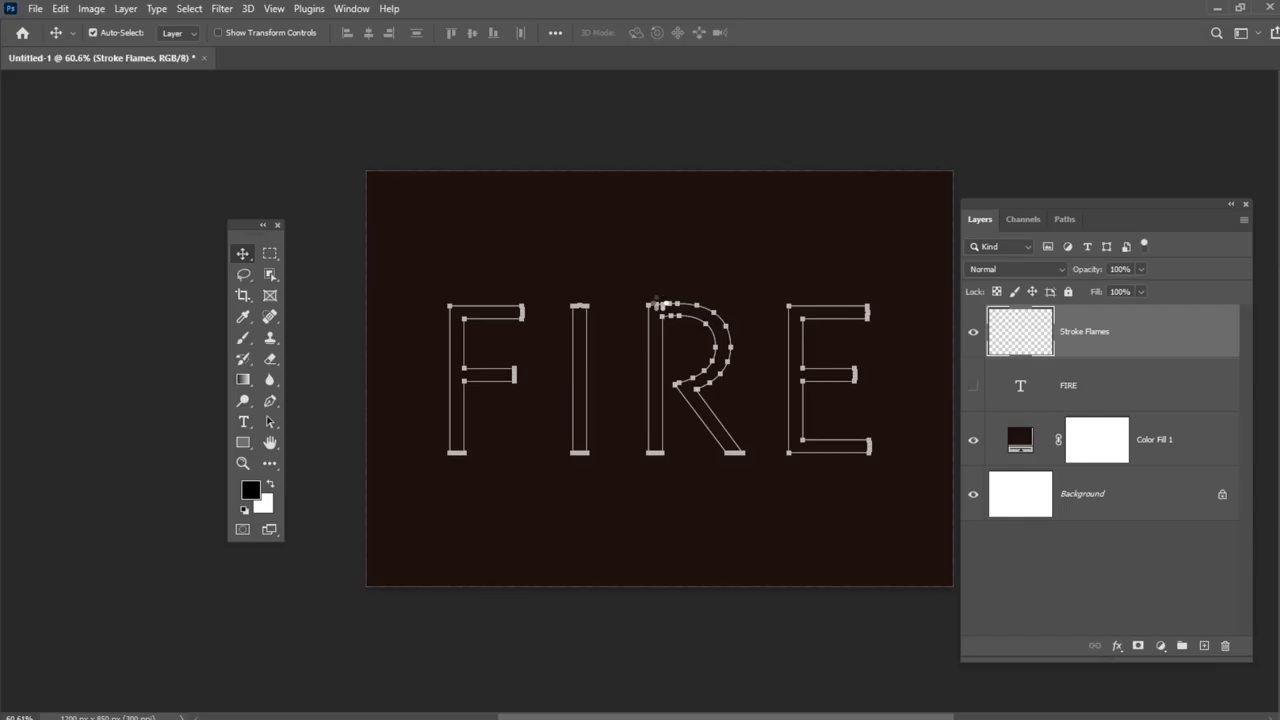 Ps File Edit Image Layer Type Select Filter 3D View Plugins Window Help
Auto-Select: Layer Show Transform Controls 3D Mode:
Untitled-1 @ 60.6% (Stroke Flames, RGB/8) *
FIRE
Layers Channels Paths
Kind
Normal Opacity: 100%
Lock: Fill: 100%
Stroke Flames
T FIRE
Color Fill 1
Background
60.61% 1200 px x 850 px (300 ppi)